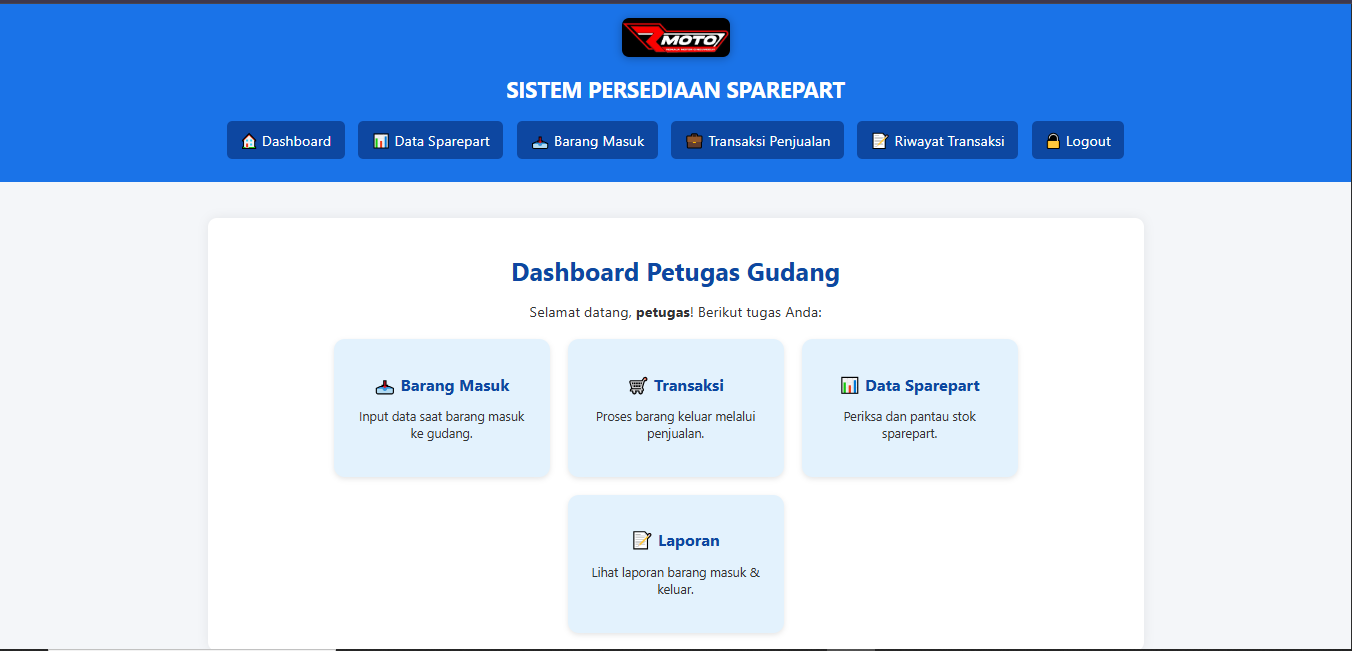 MOTO
SISTEM PERSEDIAAN SPAREPART
Dashboard
Data Sparepart
Barang Masuk
Transaksi Penjualan
Riwayat Transaksi
Logout
Dashboard Petugas Gudang
Selamat datang, petugas! Berikut tugas Anda:
Barang Masuk
Input data saat barang masuk
ke gudang.
Transaksi
Proses barang keluar melalui
penjualan.
Data Sparepart
Periksa dan pantau stok
sparepart.
Laporan
Lihat laporan barang masuk &
keluar.